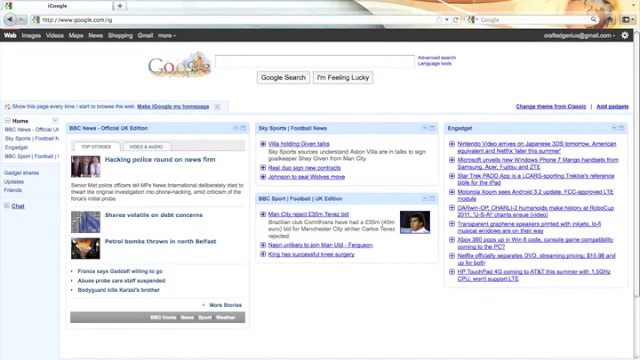 iGoogle
http://www.google.com/ig
Google
Web Images Videos Maps News Shopping Gmail more
craftedgenius@gmail.com
Google
Advanced search
Language tools
Google Search
I'm Feeling Lucky
Show this page every time I start to browse the web. Make iGoogle my homepage
Change theme from Classic | Add gadgets
Home
BBC News - Official UK
Sky Sports | Football N
Engadget
BBC Sport | Football |
Gadget shares
Updates
Friends
Chat
BBC News - Official UK Edition
TOP STORIES
VIDEO & AUDIO
Hacking police round on news firm
Senior Met police officers tell MPs News International deliberately tried to
thwart the original investigation into phone-hacking, amid criticism of the
force's initial probe.
Shares volatile on debt concerns
Petrol bombs thrown in north Belfast
France says Gaddafi willing to go
Abuse probe care staff suspended
Bodyguard kills Karzai's brother
More Stories
BBC Home News Sport Weather
Sky Sports | Football News
Villa holding Given talks
Sky Sports understands Aston Villa are in talks to
sign goalkeeper Shay Given from Man City.
Real duo sign new contracts
Johnson to seal Wolves move
BBC Sport | Football | UK Edition
Man City reject £35m Tevez bid
Brazilian club Corinthians have had a £35m (40m
euro) bid for Manchester City striker Carlos Tevez
rejected.
Nasri unlikely to join Man Utd - Ferguson
King has successful knee surgery
Engadget
Nintendo Video arrives on Japanese 3DS tomorrow, American
equivalent and Netflix 'later this summer'
Microsoft unveils new Windows Phone 7 Mango handsets from
Samsung, Acer, Fujitsu and ZTE
Star Trek PADD App is a LCARS-sporting Trekkie's reference
bible for the iPad
Motorola Xoom sees Android 3.2 update, FCC-approved LTE
module
DARwIn-OP, CHARLI-2 humanoids make history at RoboCup
2011, 'U-S-A' chants ensue (video)
Transparent graphene speakers printed with inkjets, lo-fi
musical windows are on their way
Xbox 360 pops up in Win 8 code, console game compatibility
coming to the PC?
Netflix officially separates DVD, streaming pricing; $15.98 and
up for both
HP TouchPad 4G coming to AT&T this summer with 1.5GHz
CPU, won't support LTE